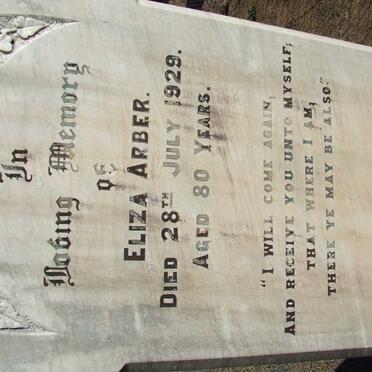 In
Loving Memory
of
ELIZA ARBER.
DIED 28TH JULY 1929.
AGED 80 YEARS.
"I WILL COME AGAIN,
AND RECEIVE YOU UNTO MYSELF;
THAT WHERE I AM,
THERE YE MAY BE ALSO."